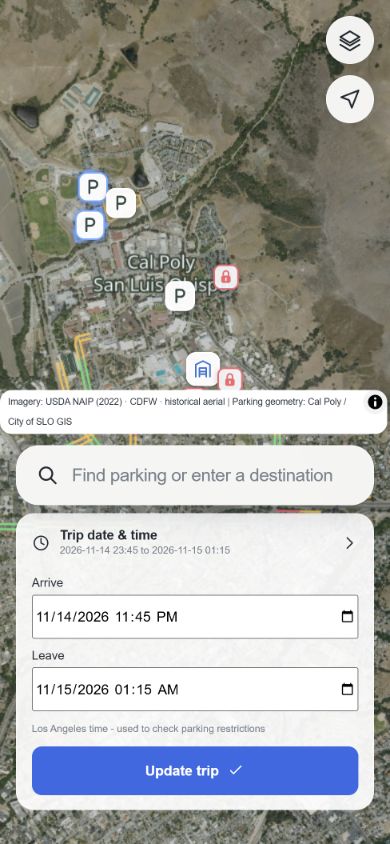 P
P
P
Cal Poly
San Luis Obispo
P
Imagery: USDA NAIP (2022) · CDFW · historical aerial | Parking geometry: Cal Poly /
City of SLO GIS
Find parking or enter a destination
Trip date & time
2026-11-14 23:45 to 2026-11-15 01:15
Arrive
11/14/2026 11:45 PM
Leave
11/15/2026 01:15 AM
Los Angeles time - used to check parking restrictions
Update trip